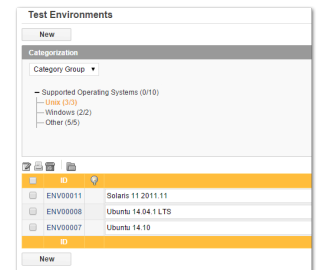 Test Environments
New
Categorization
Category Group
Supported Operating Systems (0/10)
Unix (3/3)
Windows (2/2)
Other (5/5)
ID
ENV00011 Solaris 11 2011.11
ENV00008 Ubuntu 14.04.1 LTS
ENV00007 Ubuntu 14.10
ID
New